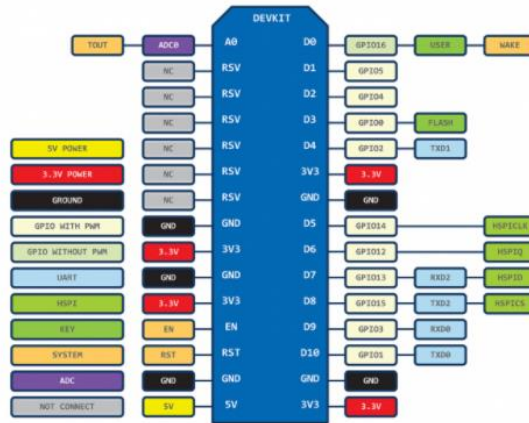 DEVKIT
TOUT ADC0 A0 D0 GPIO16 USER WAKE
NC RSV D1 GPIO5
NC RSV D2 GPIO4
NC RSV D3 GPIO0 FLASH
5V POWER NC RSV D4 GPIO2 TXD1
3.3V POWER NC RSV 3V3 3.3V
GROUND NC RSV GND GND
GPIO WITH PWM GND GND D5 GPIO14 HSPICLK
GPIO WITHOUT PWM 3.3V 3V3 D6 GPIO12 HSPIQ
UART GND GND D7 GPIO13 RXD2 HSPID
HSPI 3.3V 3V3 D8 GPIO15 TXD2 HSPICS
KEY EN EN D9 GPIO3 RXD0
SYSTEM RST RST D10 GPIO1 TXD0
ADC GND GND GND GND
NOT CONNECT 5V 5V 3V3 3.3V